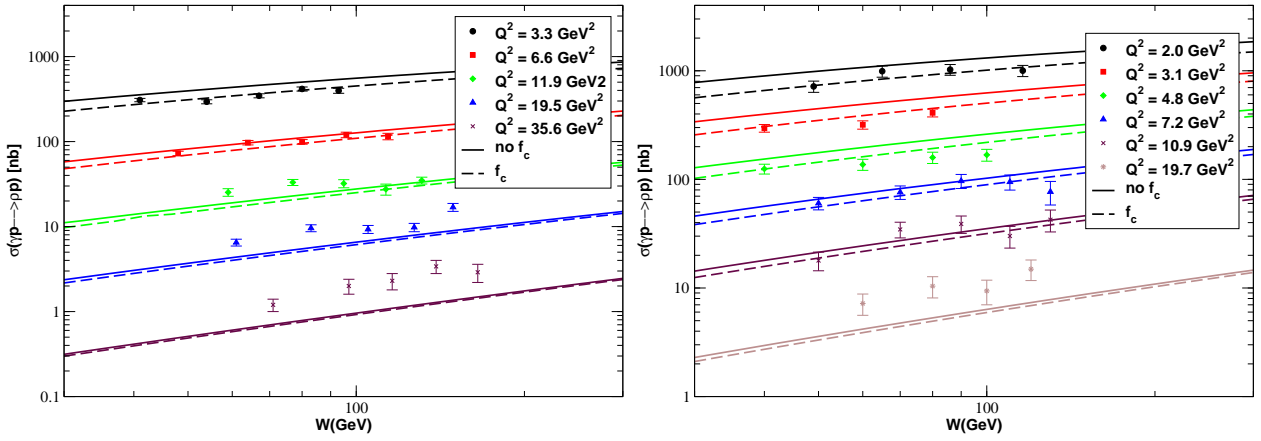 σ(γp--->ρp) [nb]
1000
100
10
1
0.1
100
W(GeV)
Q² = 3.3 GeV²
Q² = 6.6 GeV²
Q² = 11.9 GeV2
Q² = 19.5 GeV²
Q² = 35.6 GeV²
no f_c
f_c
σ(γp--->ρp) [nb]
1000
100
10
1
100
W(GeV)
Q² = 2.0 GeV²
Q² = 3.1 GeV²
Q² = 4.8 GeV²
Q² = 7.2 GeV²
Q² = 10.9 GeV²
Q² = 19.7 GeV²
no f_c
f_c